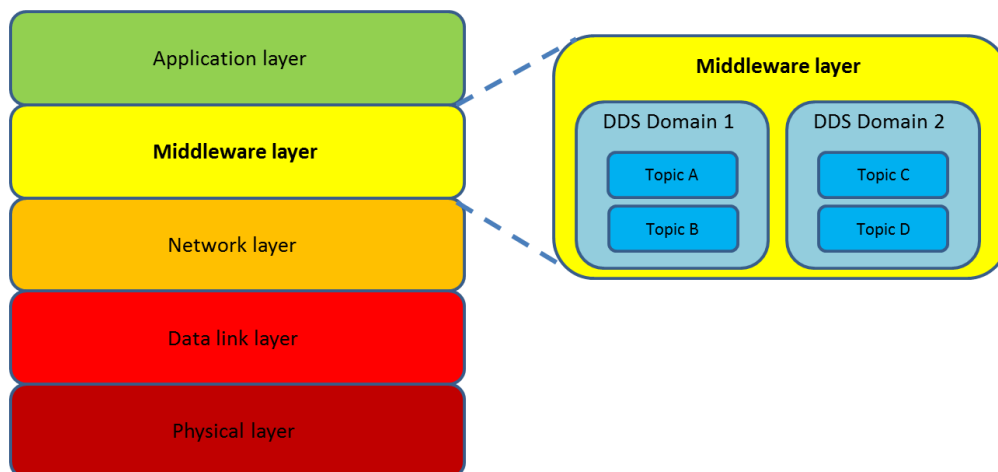 Application layer
Middleware layer
Network layer
Data link layer
Physical layer
Middleware layer
DDS Domain 1
Topic A
Topic B
DDS Domain 2
Topic C
Topic D